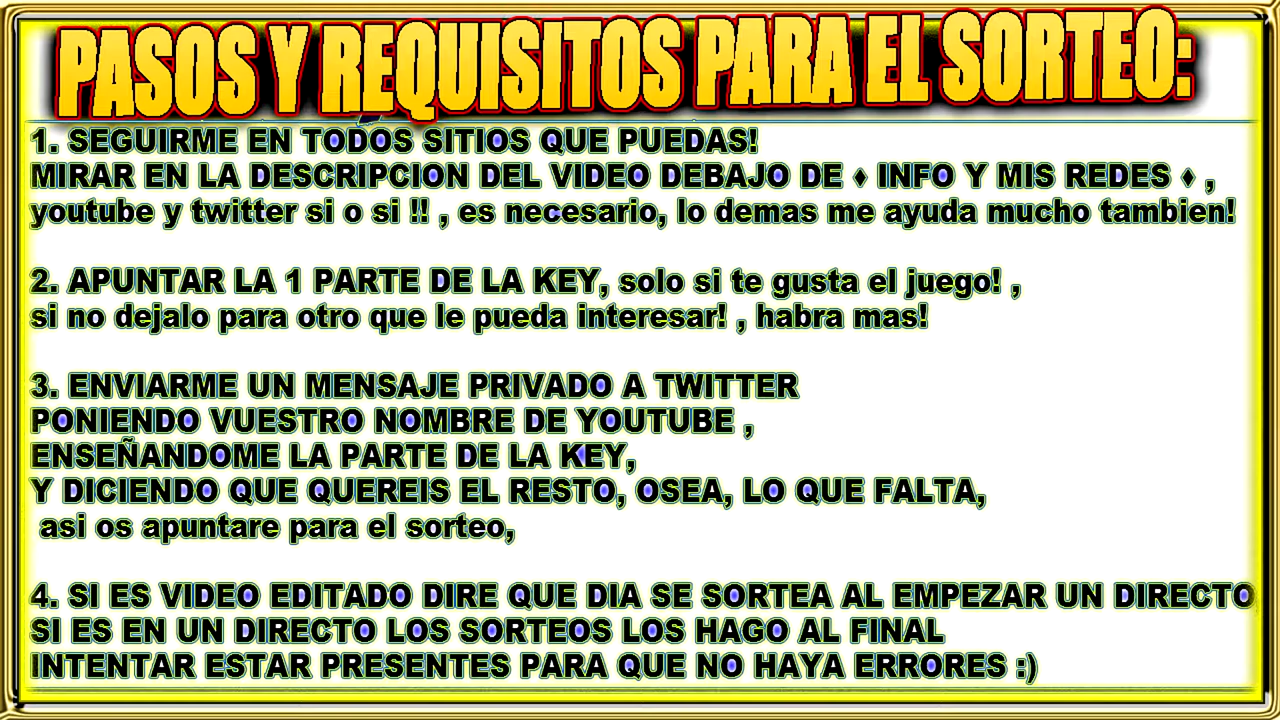 PASOS Y REQUISITOS PARA EL SORTEO:
1. SEGUIRME EN TODOS SITIOS QUE PUEDAS!
MIRAR EN LA DESCRIPCION DEL VIDEO DEBAJO DE ♦ INFO Y MIS REDES ♦ ,
youtube y twitter si o si !! , es necesario, lo demas me ayuda mucho tambien!
2. APUNTAR LA 1 PARTE DE LA KEY, solo si te gusta el juego! ,
si no dejalo para otro que le pueda interesar! , habra mas!
3. ENVIARME UN MENSAJE PRIVADO A TWITTER
PONIENDO VUESTRO NOMBRE DE YOUTUBE ,
ENSEÑANDOME LA PARTE DE LA KEY,
Y DICIENDO QUE QUEREIS EL RESTO, OSEA, LO QUE FALTA,
asi os apuntare para el sorteo,
4. SI ES VIDEO EDITADO DIRE QUE DIA SE SORTEA AL EMPEZAR UN DIRECTO
SI ES EN UN DIRECTO LOS SORTEOS LOS HAGO AL FINAL
INTENTAR ESTAR PRESENTES PARA QUE NO HAYA ERRORES :)